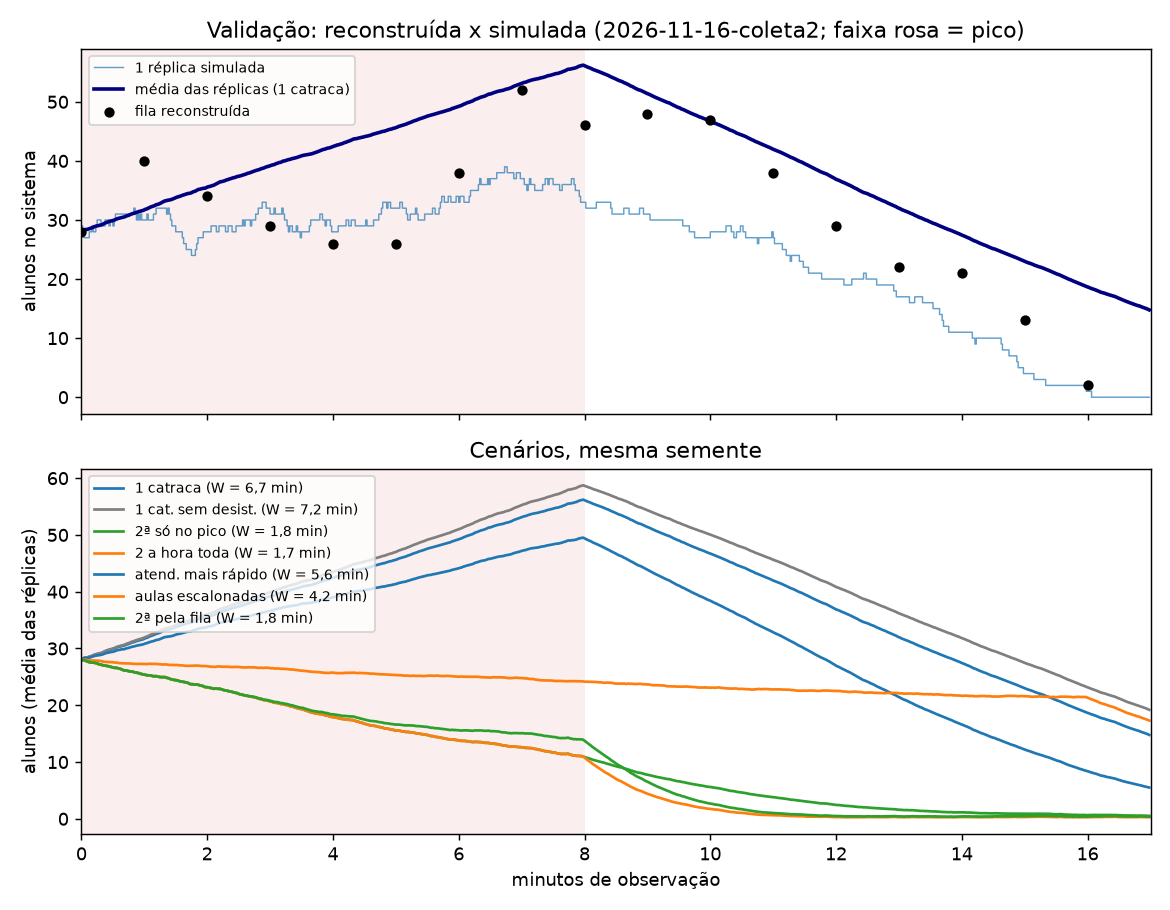 Validação: reconstruída x simulada (2026-11-16-coleta2; faixa rosa = pico)
alunos no sistema
50
40
30
20
10
0
1 réplica simulada
média das réplicas (1 catraca)
fila reconstruída
Cenários, mesma semente
alunos (média das réplicas)
60
50
40
30
20
10
0
1 catraca (W = 6,7 min)
1 cat. sem desist. (W = 7,2 min)
2ª só no pico (W = 1,8 min)
2 a hora toda (W = 1,7 min)
atend. mais rápido (W = 5,6 min)
aulas escalonadas (W = 4,2 min)
2ª pela fila (W = 1,8 min)
0 2 4 6 8 10 12 14 16
minutos de observação